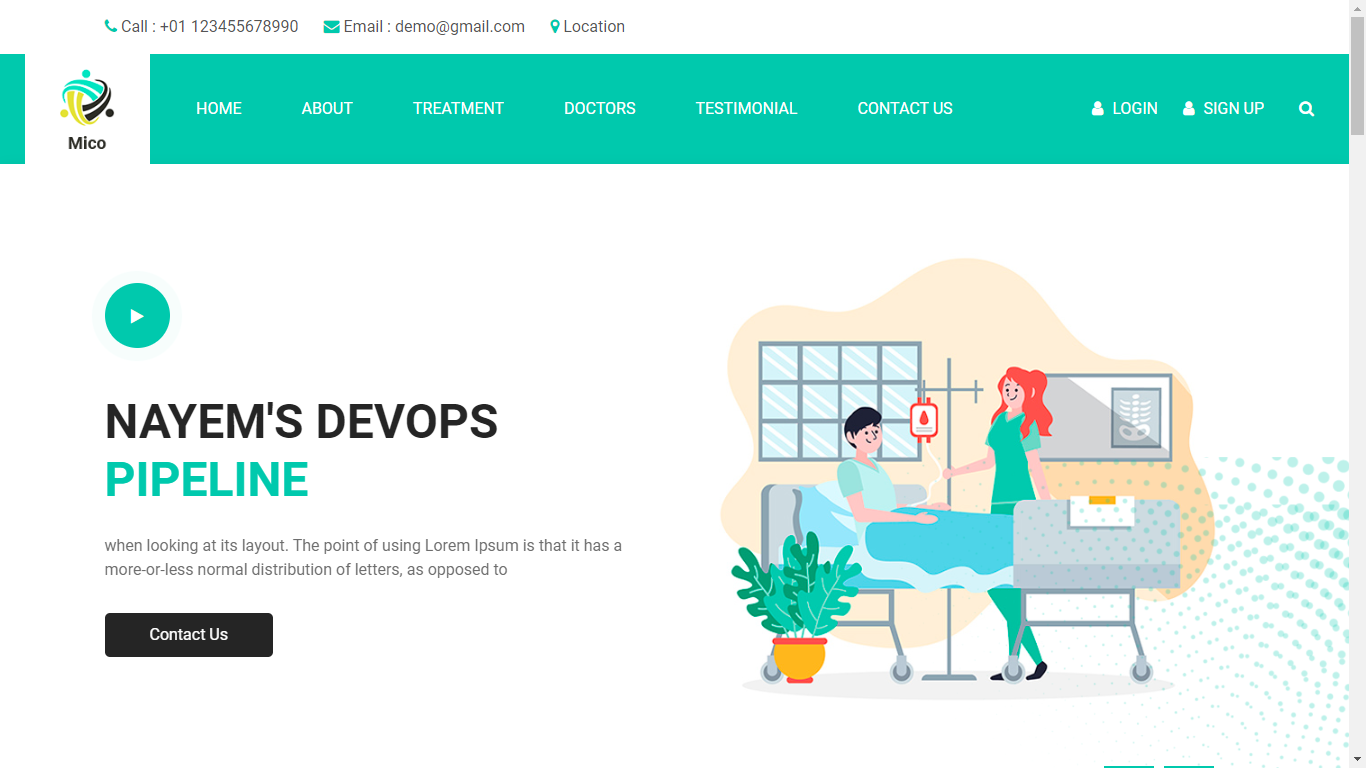 Call : +01 123455678990 Email : demo@gmail.com Location
Mico
HOME ABOUT TREATMENT DOCTORS TESTIMONIAL CONTACT US LOGIN SIGN UP
NAYEM'S DEVOPS
PIPELINE
when looking at its layout. The point of using Lorem Ipsum is that it has a
more-or-less normal distribution of letters, as opposed to
Contact Us